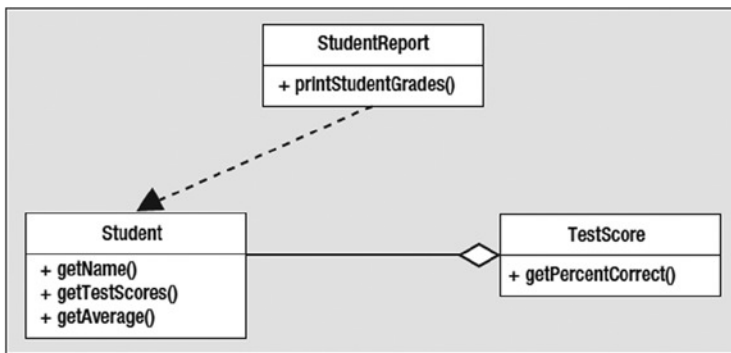 StudentReport
+ printStudentGrades()
Student
+ getName()
+ getTestScores()
+ getAverage()
TestScore
+ getPercentCorrect()